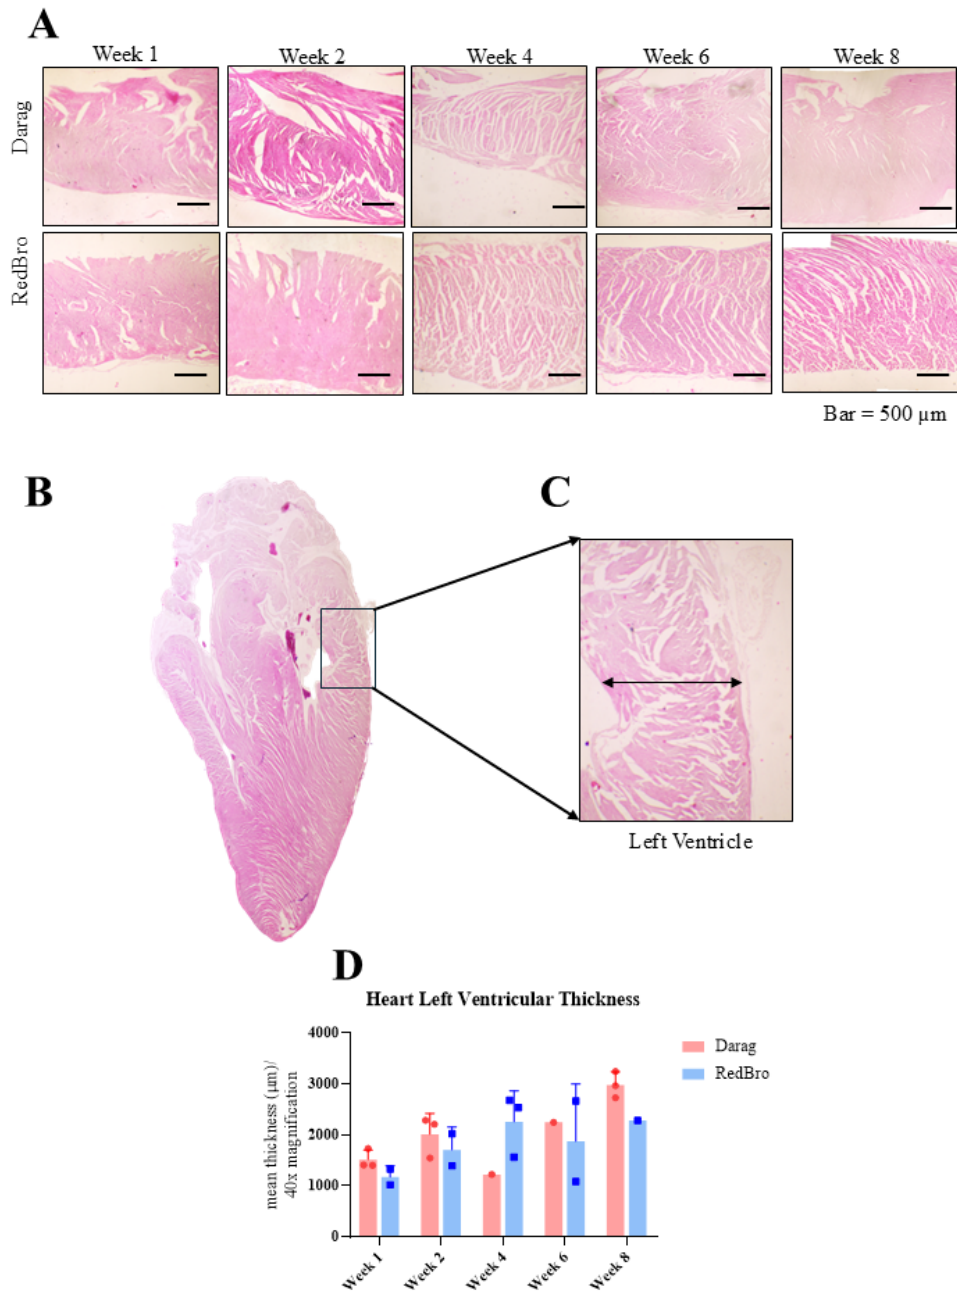 A
Week 1 Week 2 Week 4 Week 6 Week 8
Darag
RedBro
Bar = 500 µm
B
C
Left Ventricle
D
Heart Left Ventricular Thickness
mean thickness (µm)/
40x magnification
4000
3000
2000
1000
0
Darag
RedBro
Week 1 Week 2 Week 4 Week 6 Week 8